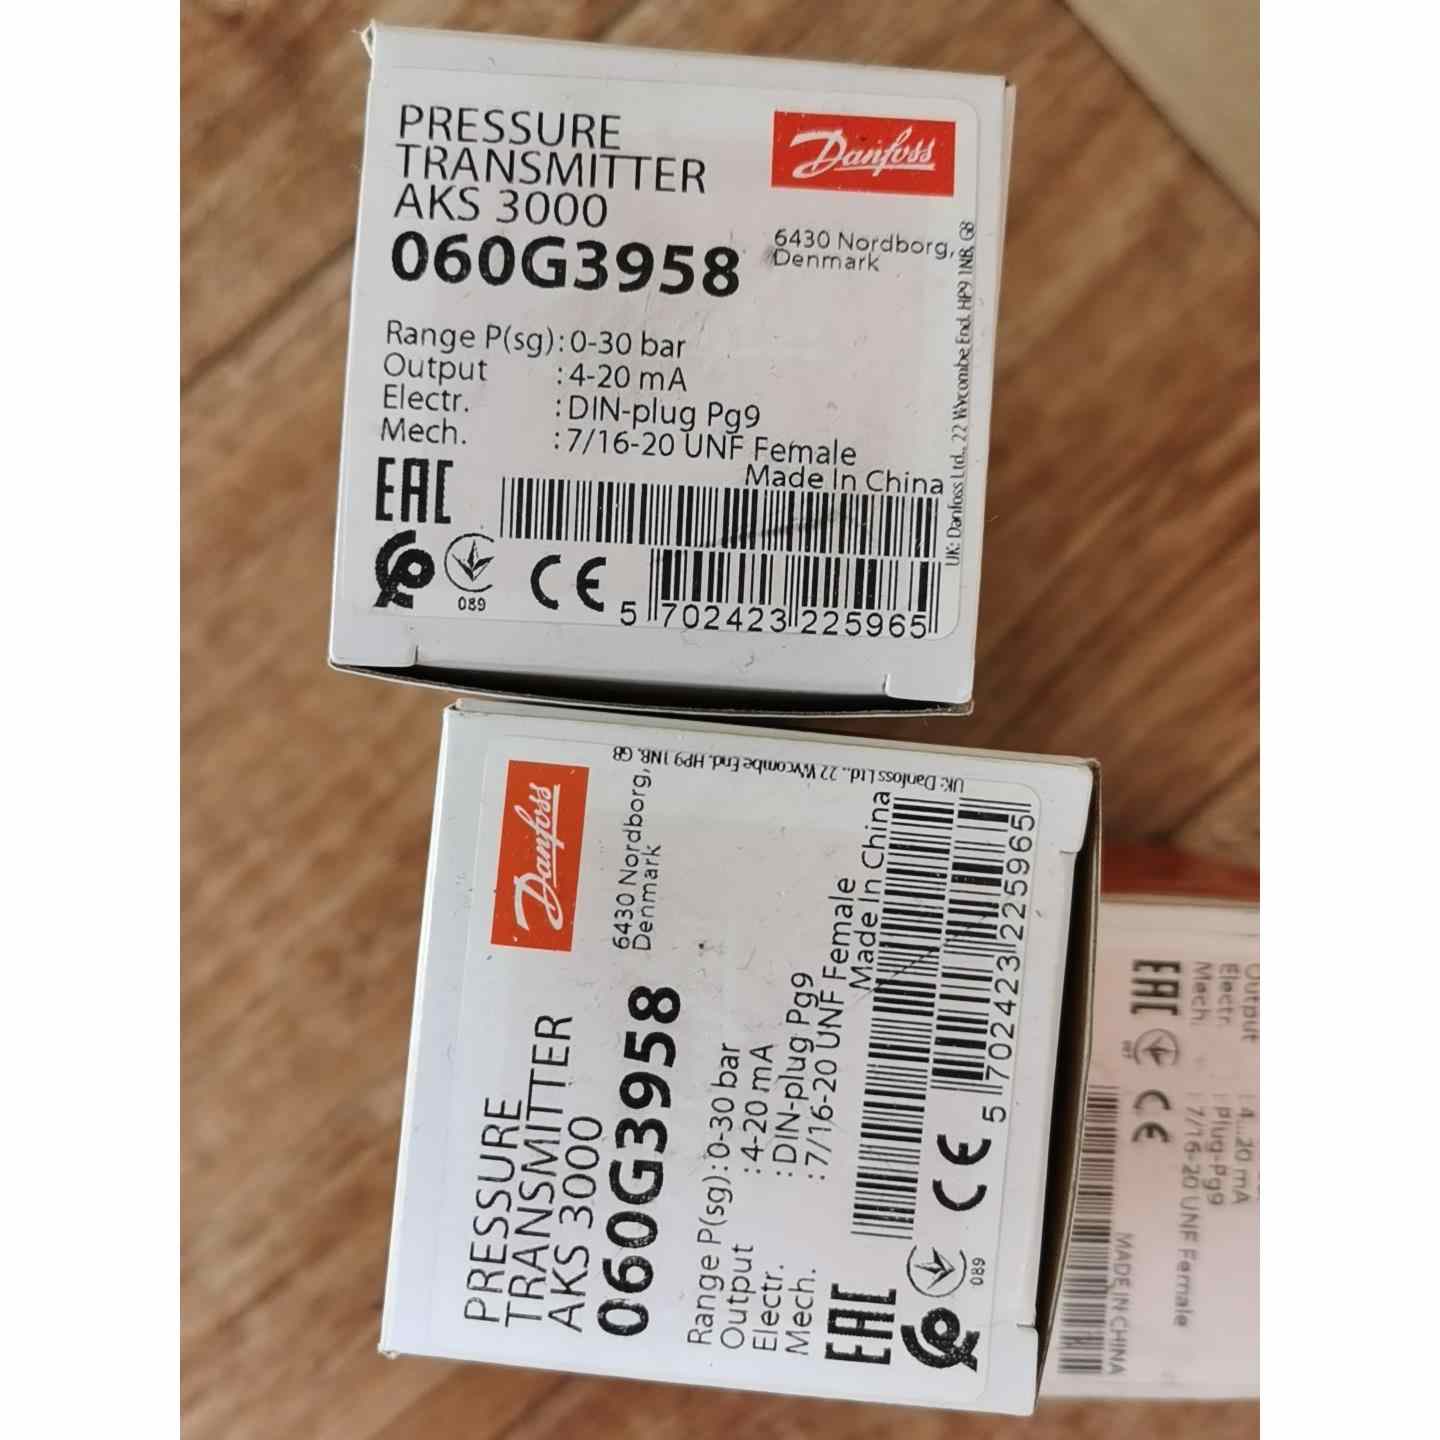 PRESSURE
TRANSMITTER
AKS 3000
060G3958
Danfoss
6430 Nordborg,
Denmark
Range P(sg): 0-30 bar
Output : 4-20 mA
Electr. : DIN-plug Pg9
Mech. : 7/16-20 UNF Female
Made In China
EAC
089
CE
5 702423 225965
UK: Danfoss Ltd., 22 Wycombe End, HP9 1NB, GB
PRESSURE
TRANSMITTER
AKS 3000
060G3958
Danfoss
6430 Nordborg,
Denmark
Range P(sg): 0-30 bar
Output : 4-20 mA
Electr. : DIN-plug Pg9
Mech. : 7/16-20 UNF Female
Made In China
EAC
089
CE
5 702423 225965
UK: Danfoss Ltd., 22 Wycombe End, HP9 1NB, GB
Output : 4...20 mA
Electr. : Plug-Pg9
Mech. : 7/16-20 UNF Female
MADE IN CHINA
EAC
CE